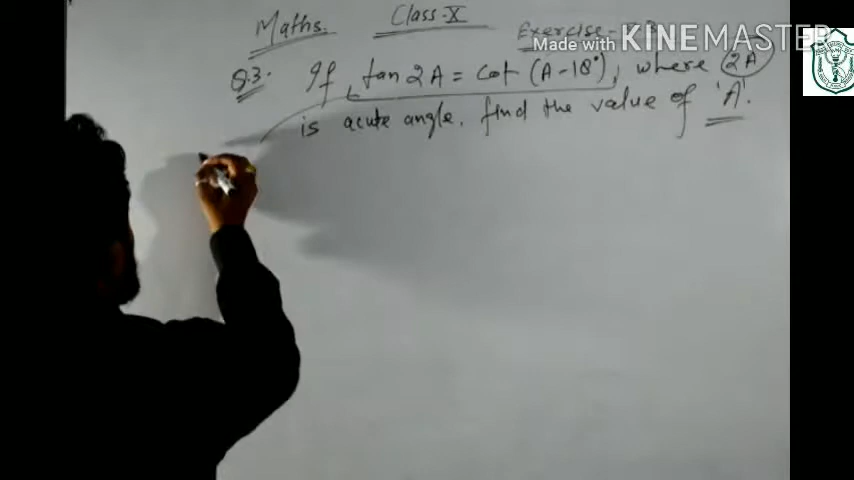 Maths. Class-X Exercise-
Made with KINEMASTER
Q.3. If tan 2A = cot (A-18°), where 2A
is acute angle. find the value of 'A'.